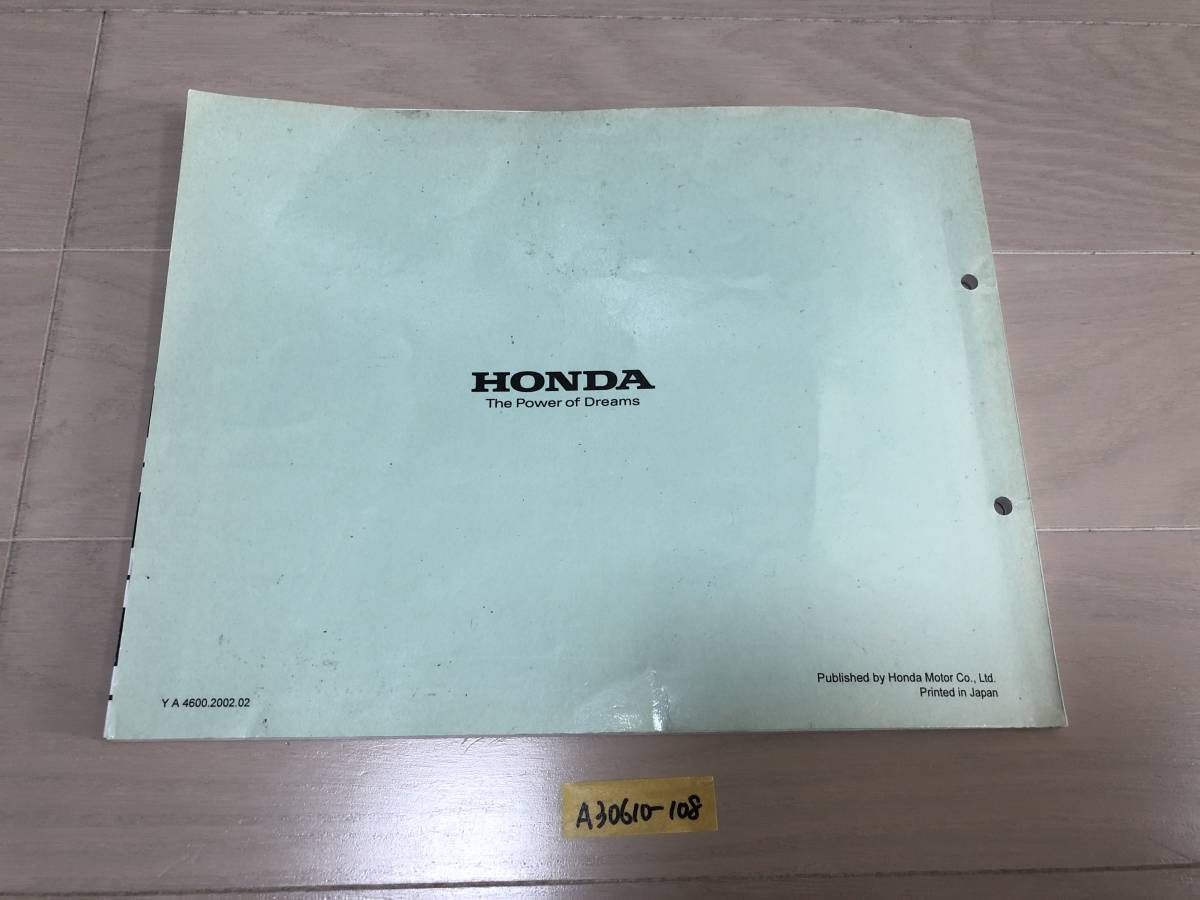 HONDA
The Power of Dreams
Published by Honda Motor Co., Ltd.
Printed in Japan
Y A 4600.2002.02
A30610-108